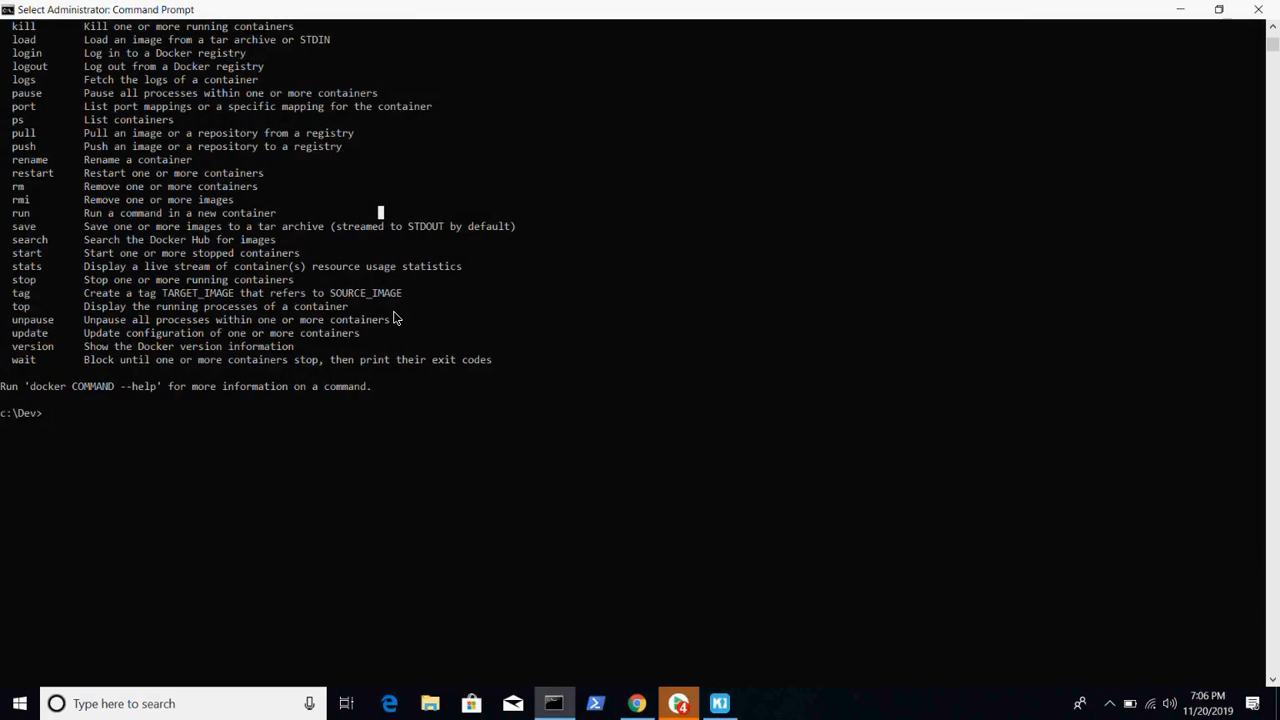 Select Administrator: Command Prompt
kill Kill one or more running containers
load Load an image from a tar archive or STDIN
login Log in to a Docker registry
logout Log out from a Docker registry
logs Fetch the logs of a container
pause Pause all processes within one or more containers
port List port mappings or a specific mapping for the container
ps List containers
pull Pull an image or a repository from a registry
push Push an image or a repository to a registry
rename Rename a container
restart Restart one or more containers
rm Remove one or more containers
rmi Remove one or more images
run Run a command in a new container
save Save one or more images to a tar archive (streamed to STDOUT by default)
search Search the Docker Hub for images
start Start one or more stopped containers
stats Display a live stream of container(s) resource usage statistics
stop Stop one or more running containers
tag Create a tag TARGET_IMAGE that refers to SOURCE_IMAGE
top Display the running processes of a container
unpause Unpause all processes within one or more containers
update Update configuration of one or more containers
version Show the Docker version information
wait Block until one or more containers stop, then print their exit codes
Run 'docker COMMAND --help' for more information on a command.
c:\Dev>
Type here to search
4
7:06 PM
11/20/2019